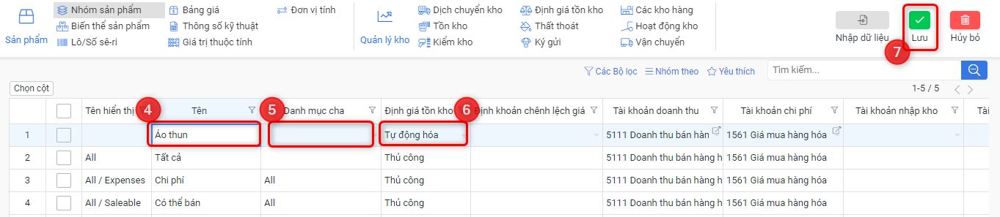 Sản phẩm
Nhóm sản phẩm
Biến thể sản phẩm
Lô/Số sê-ri
Bảng giá
Thông số kỹ thuật
Giá trị thuộc tính
Đơn vị tính
Quản lý kho
Dịch chuyển kho
Tồn kho
Kiểm kho
Định giá tồn kho
Thất thoát
Ký gửi
Các kho hàng
Hoạt động kho
Vận chuyển
Nhập dữ liệu
Lưu
Hủy bỏ
7
Các Bộ lọc
Nhóm theo
Yêu thích
Tìm kiếm...
Chọn cột
1-5 / 5
Tên hiển thị 4 Tên 5 Danh mục cha Định giá tồn kho 6 Định khoản chênh lệch giá Tài khoản doanh thu Tài khoản chi phí Tài khoản nhập kho Tài
1 Áo thun Tự động hóa 5111 Doanh thu bán hàn 1561 Giá mua hàng hóa
2 All Tất cả Thủ công 5111 Doanh thu bán hàng h 1561 Giá mua hàng hóa
3 All / Expenses Chi phí All Thủ công 5111 Doanh thu bán hàng h 1561 Giá mua hàng hóa
4 All / Saleable Có thể bán All Thủ công 5111 Doanh thu bán hàng h 1561 Giá mua hàng hóa